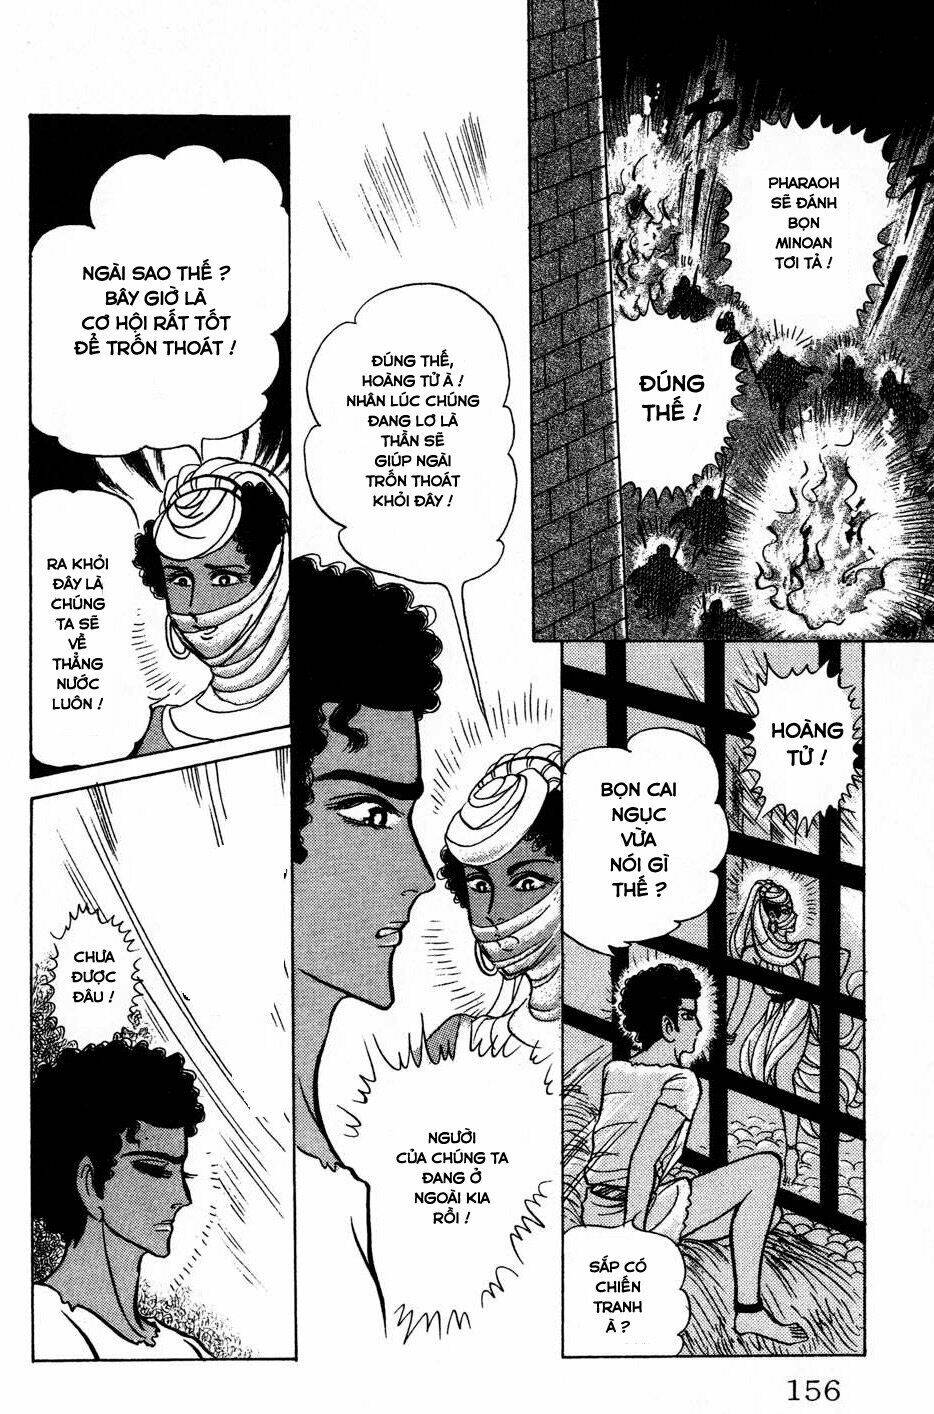 わ
わ
PHARAOH
SẼ ĐÁNH
BỌN
MINOAN
TƠI TẢ !
ĐÚNG
THẾ !
HOÀNG
TỬ !
BỌN CAI
NGỤC
VỪA
NÓI GÌ
THẾ ?
SẮP CÓ
CHIẾN
TRANH
À ?
ĐÚNG THẾ,
HOÀNG TỬ À !
NHÂN LÚC CHÚNG
ĐANG LƠ LÀ
THẦN SẼ
GIÚP NGÀI
TRỐN THOÁT
KHỎI ĐÂY !
NGƯỜI
CỦA CHÚNG TA
ĐANG Ở
NGOÀI KIA
RỒI !
NGÀI SAO THẾ ?
BÂY GIỜ LÀ
CƠ HỘI RẤT TỐT
ĐỂ TRỐN THOÁT !
RA KHỎI
ĐÂY LÀ
CHÚNG
TA SẼ
VỀ
THẲNG
NƯỚC
LUÔN !
CHƯA
ĐƯỢC
ĐÂU !
156